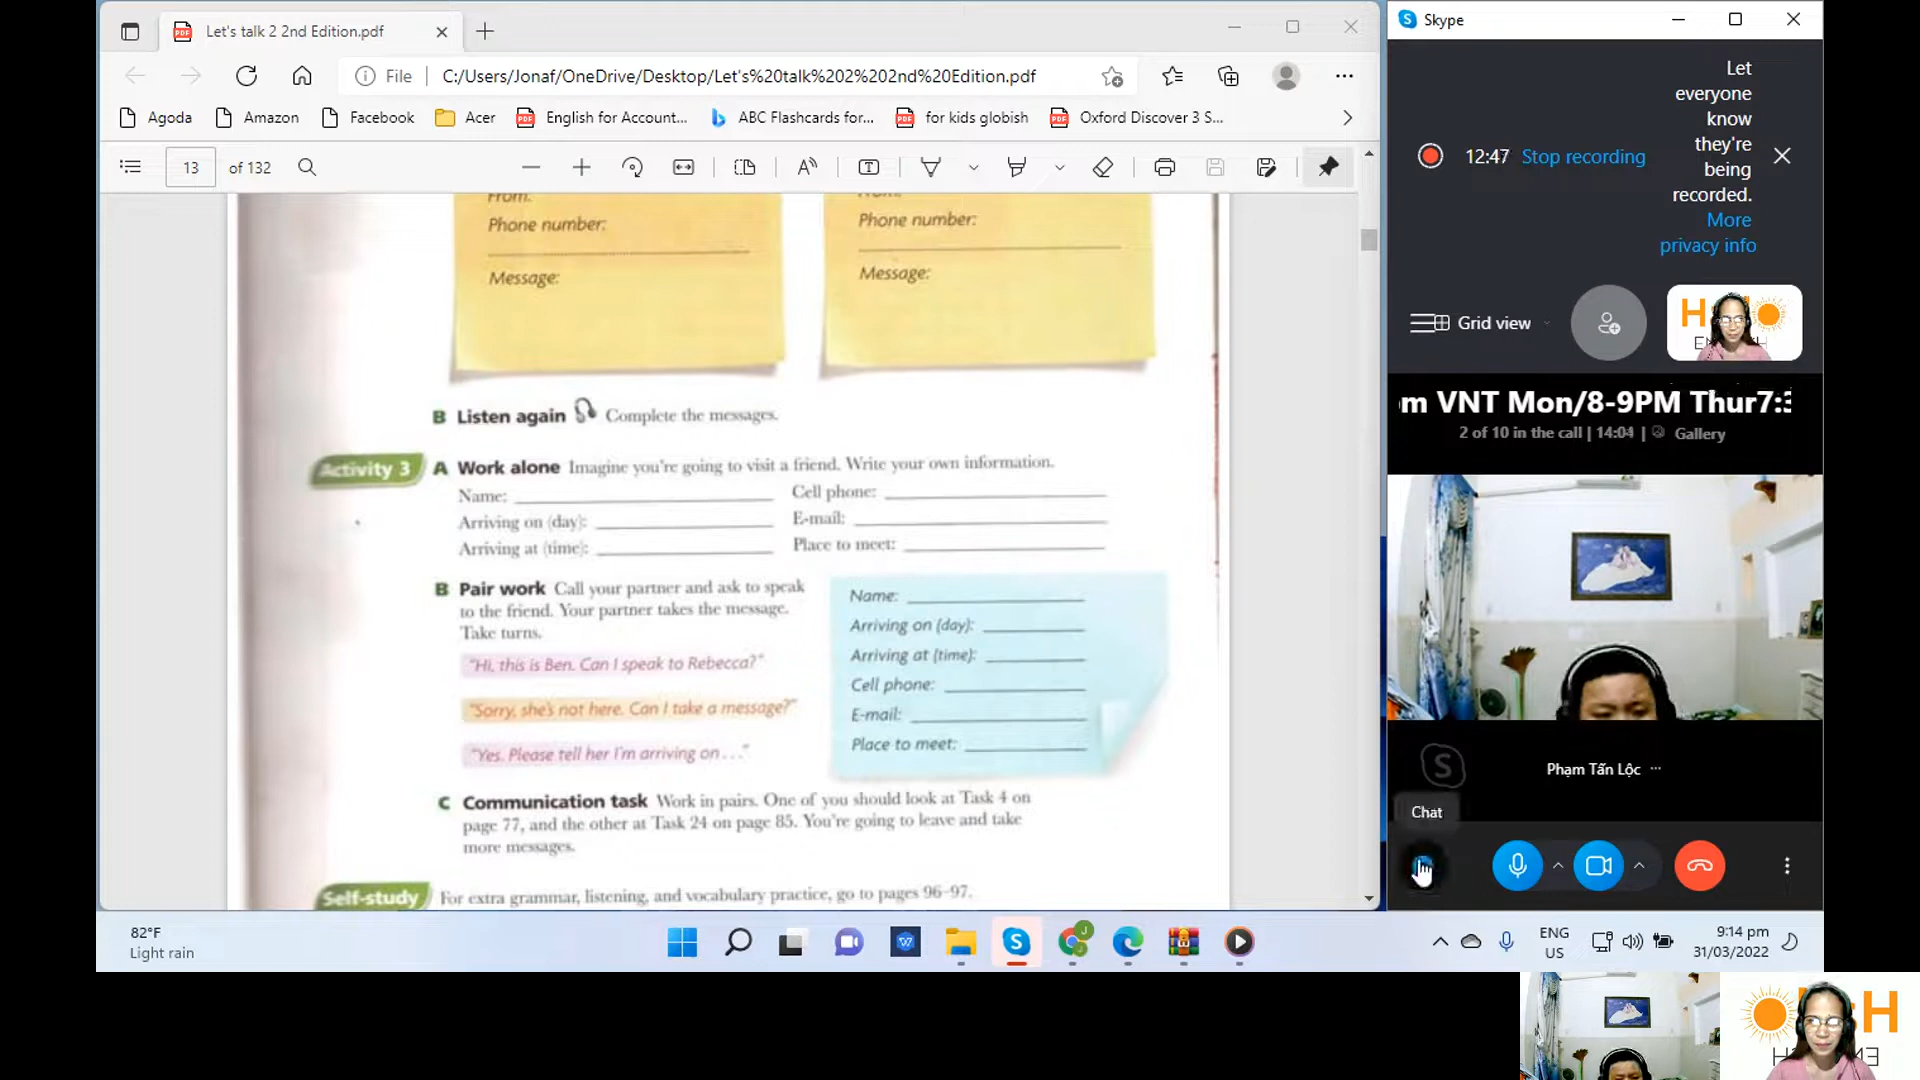 Let's talk 2 2nd Edition.pdf
File
C:/Users/Jonaf/OneDrive/Desktop/Let's%20talk%202%202nd%20Edition.pdf
Agoda
Amazon
Facebook
Acer
English for Account...
ABC Flashcards for...
for kids globish
Oxford Discover 3 S...
13 of 132
From:
Phone number:
Message:
Phone number:
Message:
B Listen again Complete the messages.
Activity 3
A Work alone Imagine you're going to visit a friend. Write your own information.
Name: Cell phone:
Arriving on (day): E-mail:
Arriving at (time): Place to meet:
B Pair work Call your partner and ask to speak
to the friend. Your partner takes the message.
Take turns.
"Hi, this is Ben. Can I speak to Rebecca?"
"Sorry, she's not here. Can I take a message?"
"Yes. Please tell her I'm arriving on . . ."
Name:
Arriving on (day):
Arriving at (time):
Cell phone:
E-mail:
Place to meet:
C Communication task Work in pairs. One of you should look at Task 4 on
page 77, and the other at Task 24 on page 85. You're going to leave and take
more messages.
Self-study For extra grammar, listening, and vocabulary practice, go to pages 96–97.
Skype
12:47 Stop recording
Let
everyone
know
they're
being
recorded.
More
privacy info
Grid view
om VNT Mon/8-9PM Thur7:3
2 of 10 in the call | 14:04 | Gallery
Phạm Tấn Lộc
Chat
82°F
Light rain
ENG
US
9:14 pm
31/03/2022